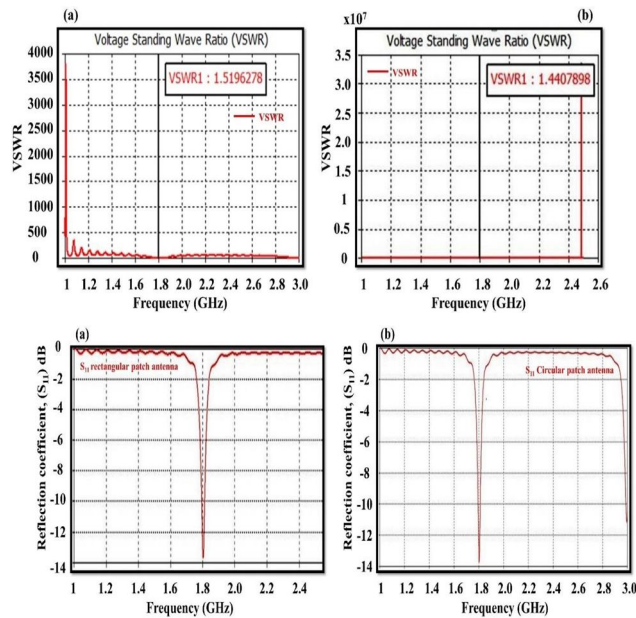 (a)
Voltage Standing Wave Ratio (VSWR)
VSWR1 : 1.5196278
VSWR
VSWR
4000
3500
3000
2500
2000
1500
1000
500
0
1 1.2 1.4 1.6 1.8 2.0 2.2 2.4 2.6 2.8 3.0
Frequency (GHz)
(b)
x10⁷
Voltage Standing Wave Ratio (VSWR)
VSWR
VSWR1 : 1.4407898
VSWR
3.5
3.0
2.5
2.0
1.5
1.0
0.5
0
1 1.2 1.4 1.6 1.8 2.0 2.2 2.4 2.6
Frequency (GHz)
(a)
S₁₁ rectangular patch antenna
Reflection coefficient, (S₁₁) dB
0
-2
-4
-6
-8
-10
-12
-14
1 1.2 1.4 1.6 1.8 2.0 2.2 2.4
Frequency (GHz)
(b)
S₁₁ Circular patch antenna
Reflection coefficient, (S₁₁) dB
0
-2
-4
-6
-8
-10
-12
-14
1 1.2 1.4 1.6 1.8 2.0 2.2 2.4 2.6 2.8 3.0
Frequency (GHz)